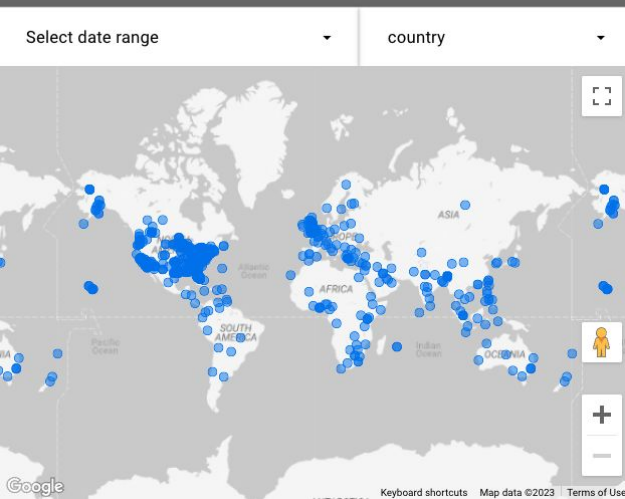 Select date range
country
ASIA
Atlantic
Ocean
AFRICA
SOUTH
AMERICA
Pacific
Ocean
Indian
Ocean
OCEANIA
IA
Google
Keyboard shortcuts
Map data ©2023
Terms of Use